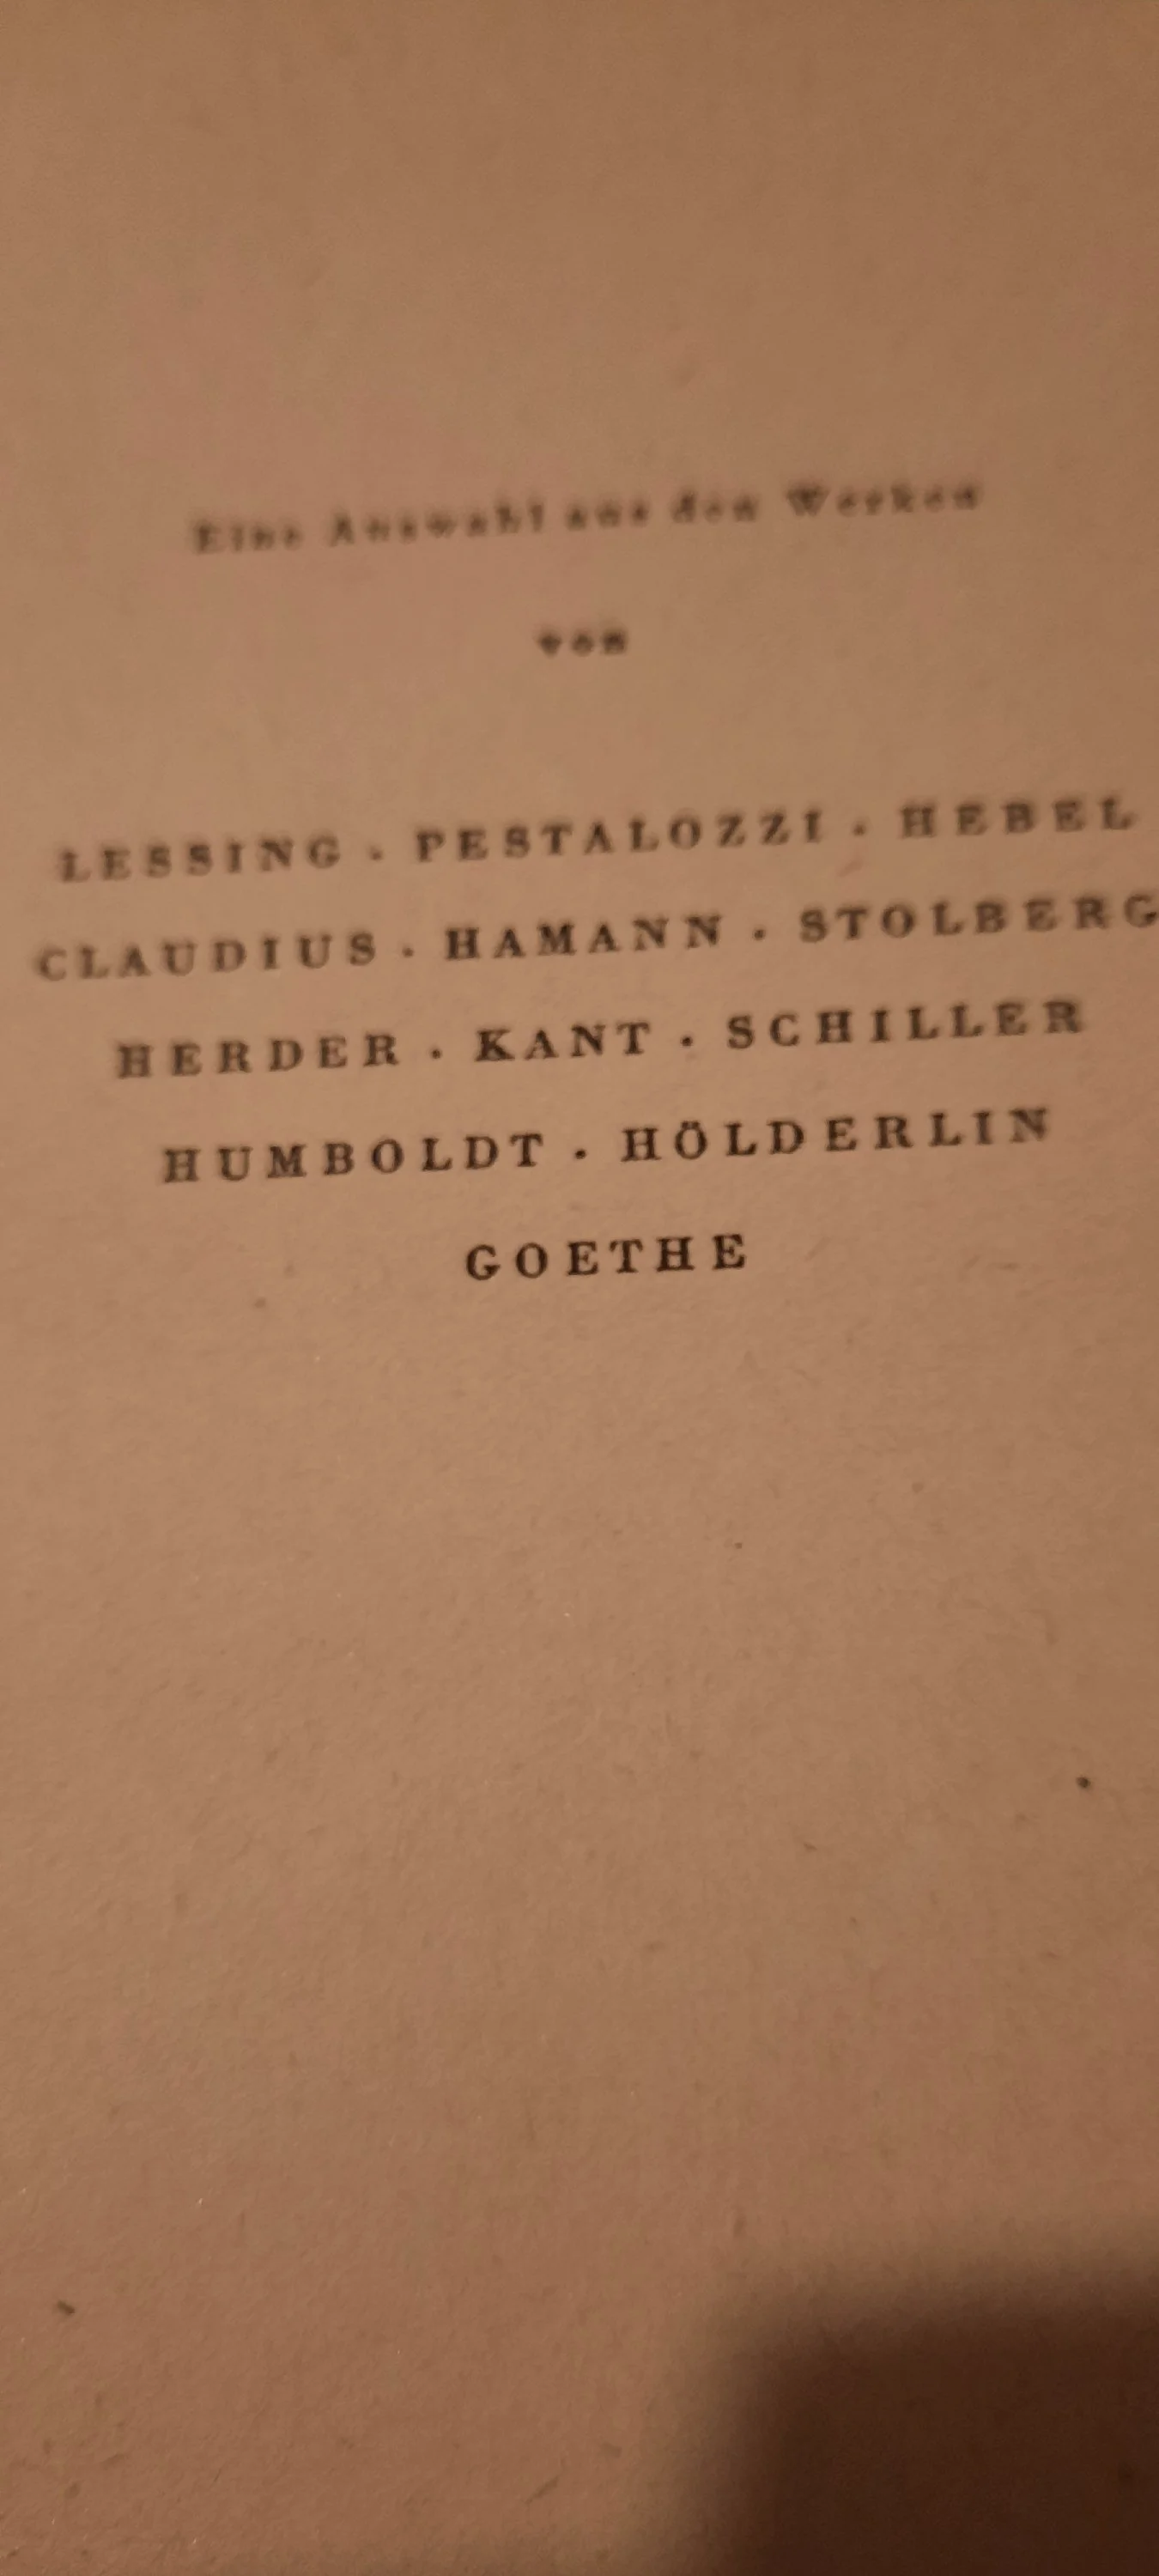 Eine Auswahl aus den Werken
von
LESSING · PESTALOZZI · HEBEL
CLAUDIUS · HAMANN · STOLBERG
HERDER · KANT · SCHILLER
HUMBOLDT · HÖLDERLIN
GOETHE